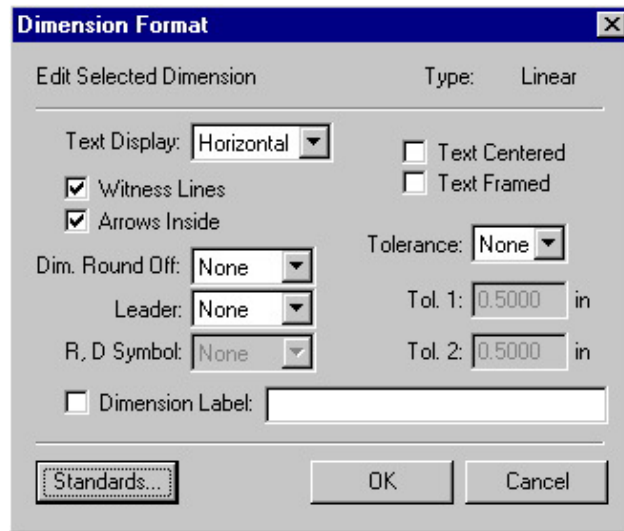 Dimension Format
Edit Selected Dimension Type: Linear
Text Display: Horizontal
Text Centered
Witness Lines
Text Framed
Arrows Inside
Tolerance: None
Dim. Round Off: None
Leader: None
Tol. 1: 0.5000 in
R, D Symbol: None
Tol. 2: 0.5000 in
Dimension Label:
Standards... OK Cancel